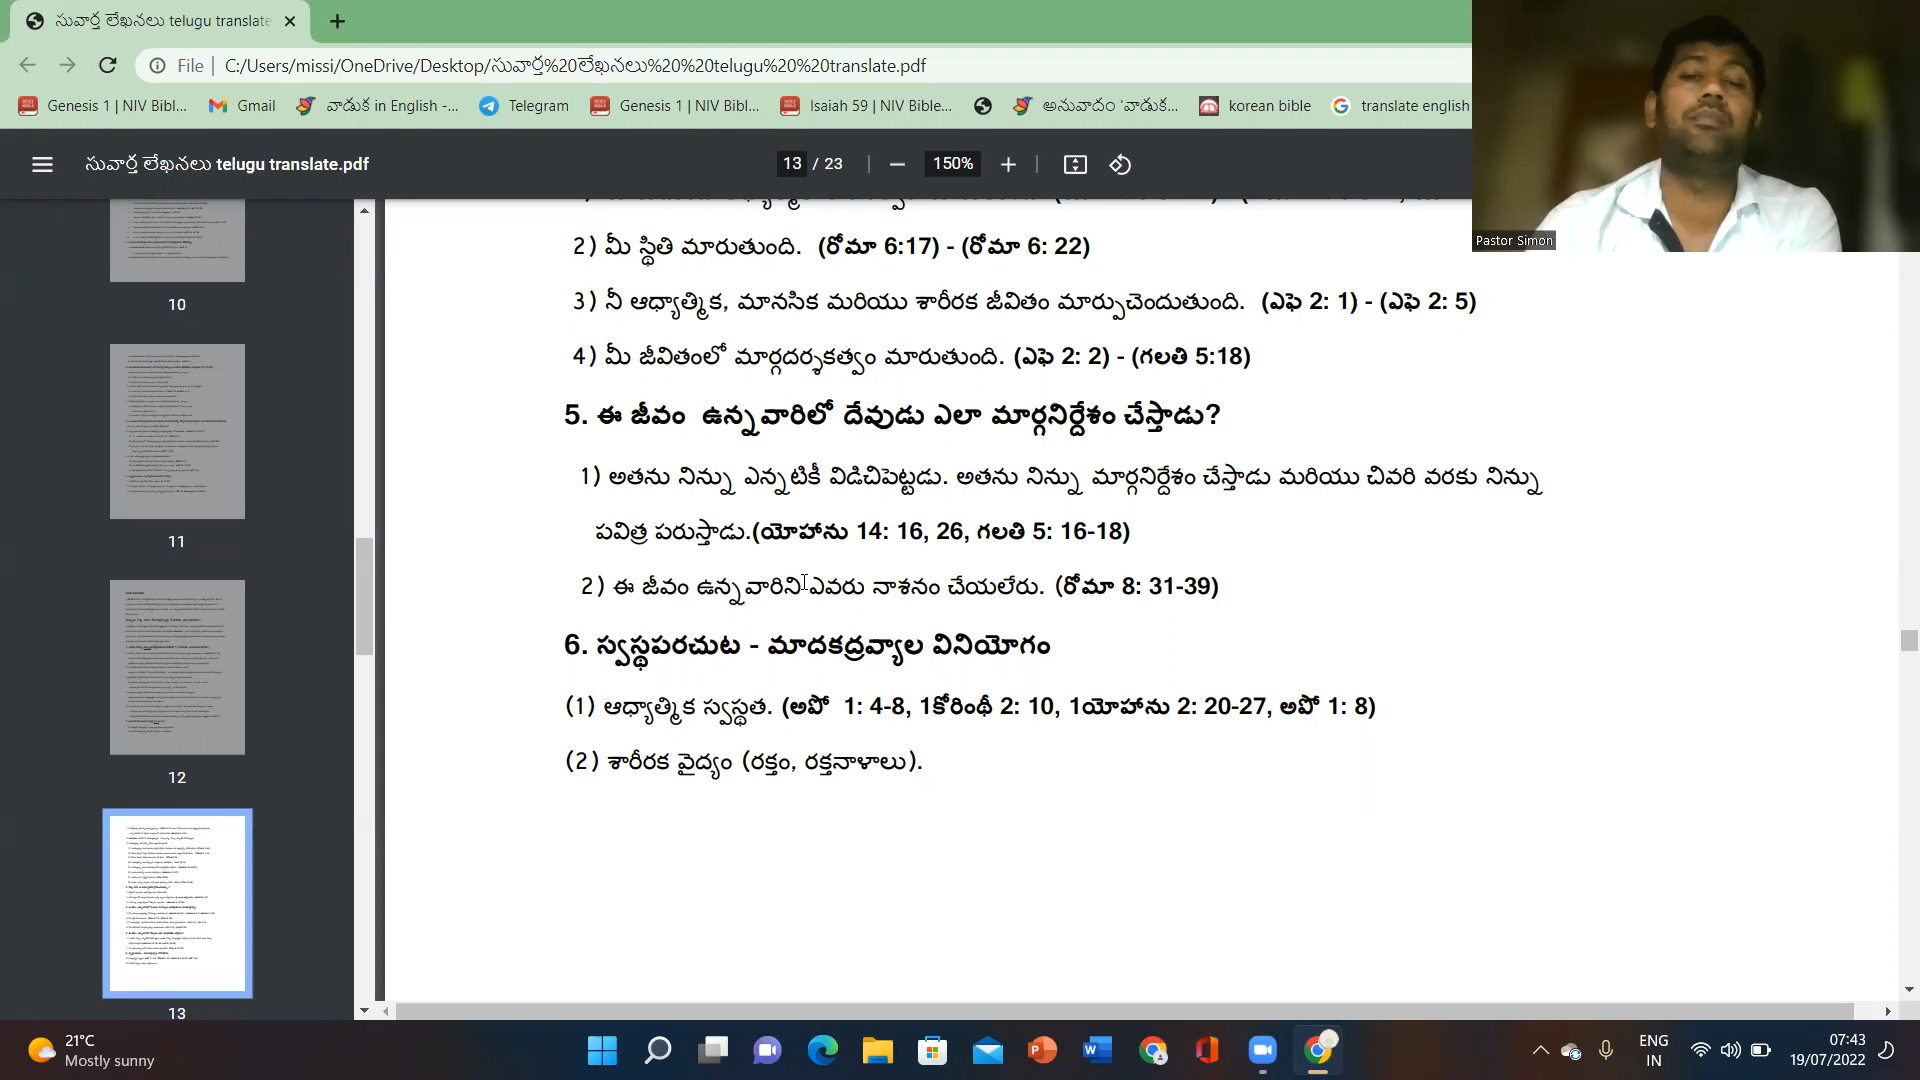 సువార్త లేఖనలు telugu translate
File
C:/Users/missi/OneDrive/Desktop/సువార్త%20లేఖనలు%20%20telugu%20%20translate.pdf
Genesis 1 | NIV Bibl...
Gmail
వాడుక in English -...
Telegram
Genesis 1 | NIV Bibl...
Isaiah 59 | NIV Bible...
అనువాదం 'వాడుక...
korean bible
translate english
సువార్త లేఖనలు telugu translate.pdf
13 / 23
150%
Pastor Simon
2) మీ స్థితి మారుతుంది. (రోమా 6:17) - (రోమా 6: 22)
3) నీ ఆధ్యాత్మిక, మానసిక మరియు శారీరక జీవితం మార్పుచెందుతుంది. (ఎఫె 2: 1) - (ఎఫె 2: 5)
4) మీ జీవితంలో మార్గదర్శకత్వం మారుతుంది. (ఎఫె 2: 2) - (గలతి 5:18)
5. ఈ జీవం ఉన్నవారిలో దేవుడు ఎలా మార్గనిర్దేశం చేస్తాడు?
1) అతను నిన్ను ఎన్నటికీ విడిచిపెట్టడు. అతను నిన్ను మార్గనిర్దేశం చేస్తాడు మరియు చివరి వరకు నిన్ను
పవిత్ర పరుస్తాడు.(యోహాను 14: 16, 26, గలతి 5: 16-18)
2) ఈ జీవం ఉన్నవారిని ఎవరు నాశనం చేయలేరు. (రోమా 8: 31-39)
6. స్వస్థపరచుట - మాదకద్రవ్యాల వినియోగం
(1) ఆధ్యాత్మిక స్వస్థత. (అపో 1: 4-8, 1కోరింథీ 2: 10, 1యోహాను 2: 20-27, అపో 1: 8)
(2) శారీరక వైద్యం (రక్తం, రక్తనాళాలు).
10
11
12
13
21°C
Mostly sunny
ENG
IN
07:43
19/07/2022